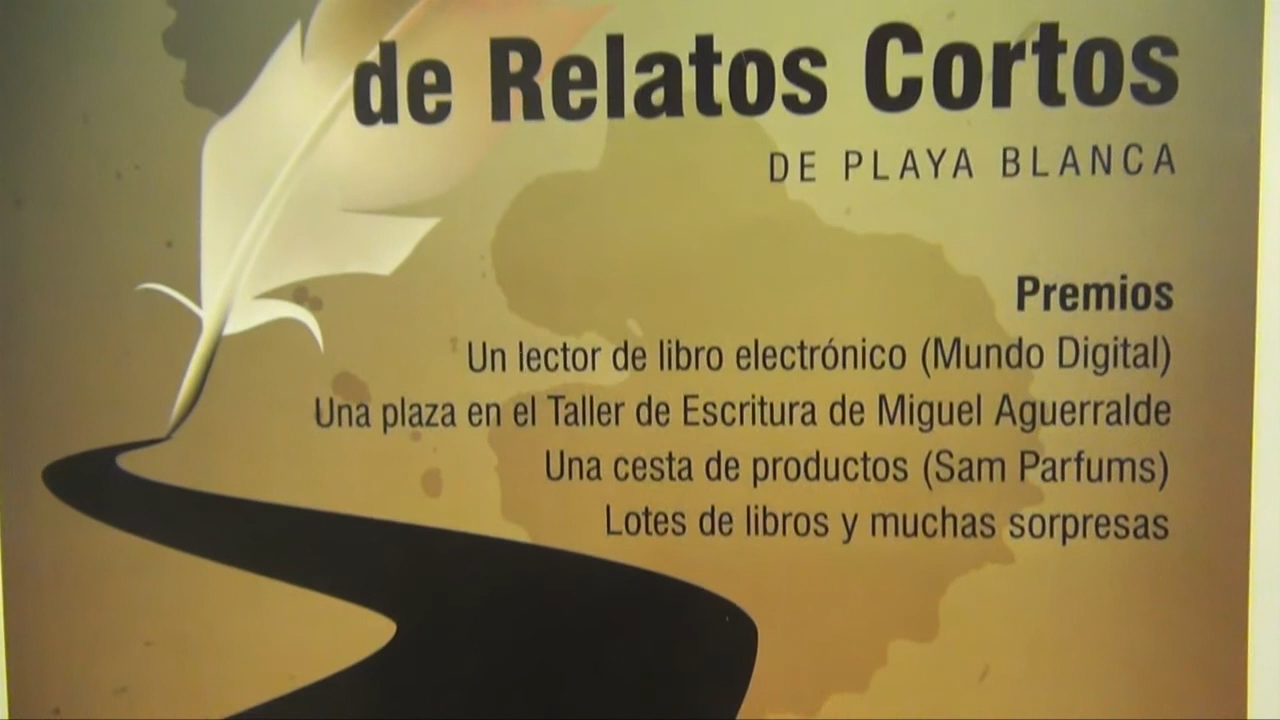 de Relatos Cortos
DE PLAYA BLANCA
Premios
Un lector de libro electrónico (Mundo Digital)
Una plaza en el Taller de Escritura de Miguel Aguerralde
Una cesta de productos (Sam Parfums)
Lotes de libros y muchas sorpresas